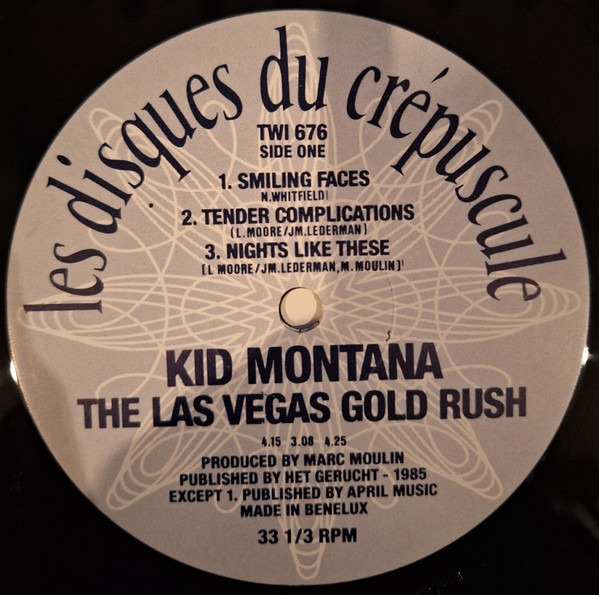 les disques du crépuscule
TWI 676
SIDE ONE
1. SMILING FACES
N.WHITFIELD)
2. TENDER COMPLICATIONS
(L.MOORE/JM.LEDERMAN)
3. NIGHTS LIKE THESE
(L MOORE/JM.LEDERMAN,M.MOULIN)
KID MONTANA
THE LAS VEGAS GOLD RUSH
4.15 3.08 4.25
PRODUCED BY MARC MOULIN
PUBLISHED BY HET GERUCHT - 1985
EXCEPT 1. PUBLISHED BY APRIL MUSIC
MADE IN BENELUX
33 1/3 RPM